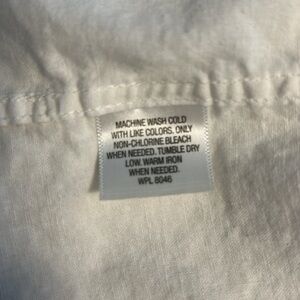 MACHINE WASH COLD
WITH LIKE COLORS. ONLY
NON-CHLORINE BLEACH
WHEN NEEDED. TUMBLE DRY
LOW. WARM IRON
WHEN NEEDED.
WPL 8046